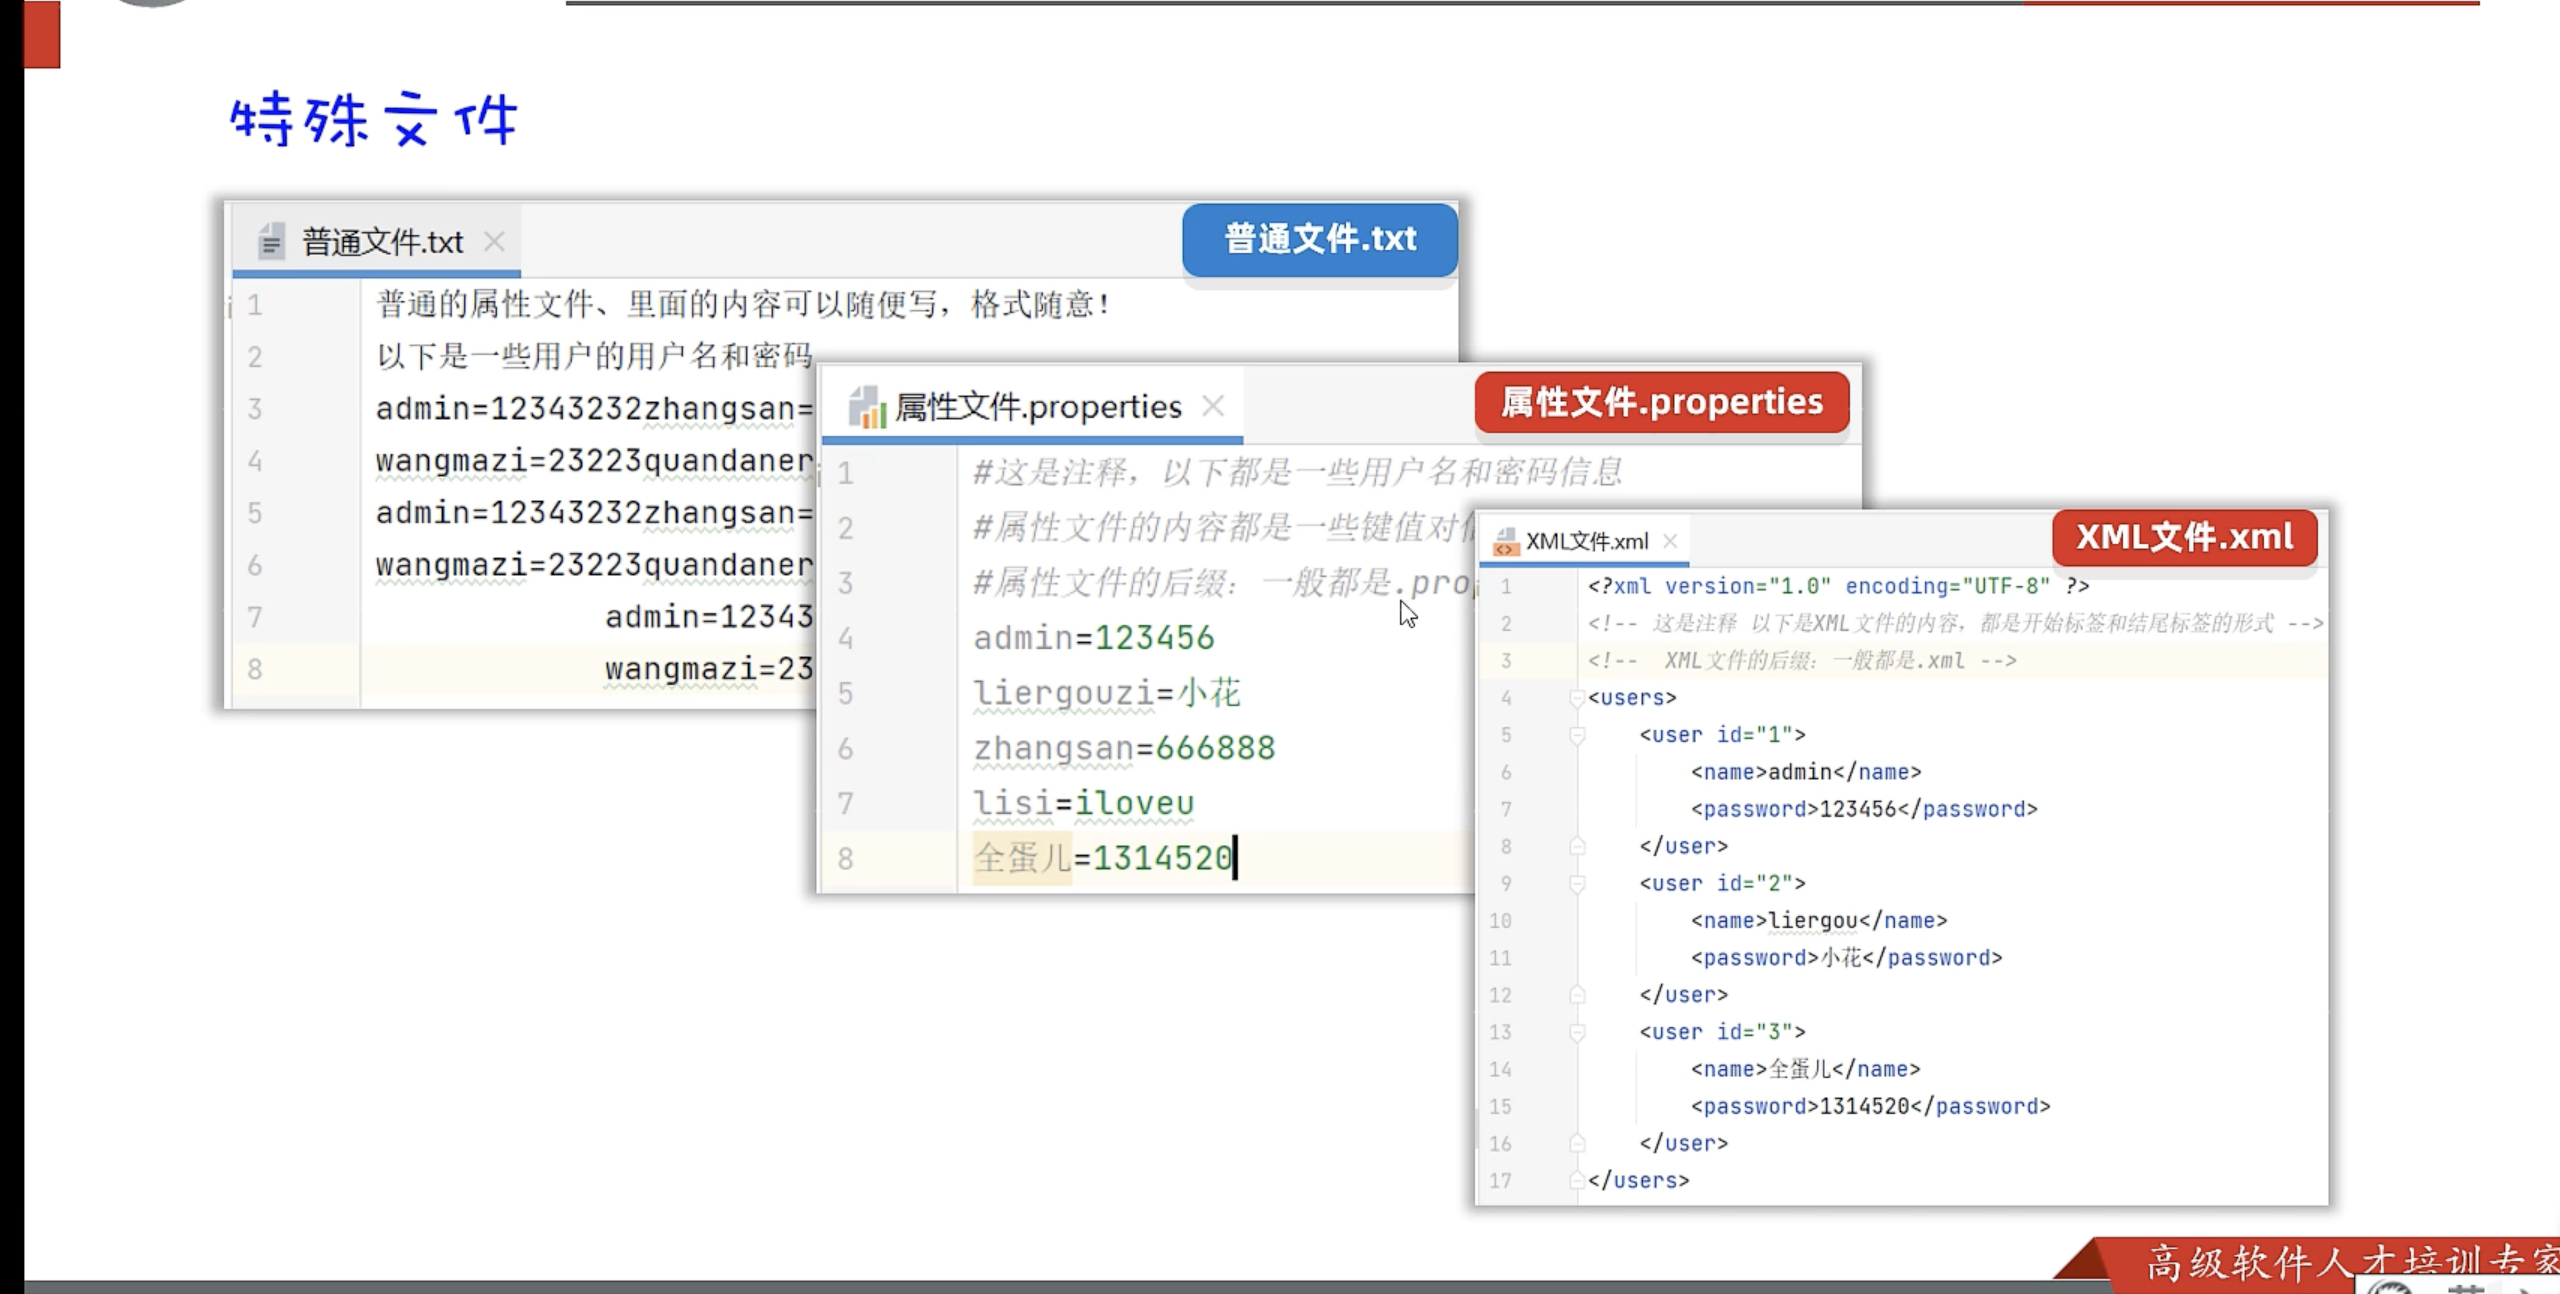 特殊文件
普通文件.txt
普通文件.txt
1 普通的属性文件、里面的内容可以随便写，格式随意！
2 以下是一些用户的用户名和密码
3 admin=12343232zhangsan=
4 wangmazi=23223quandaner
5 admin=12343232zhangsan=
6 wangmazi=23223quandaner
7 admin=12343
8 wangmazi=23
属性文件.properties
属性文件.properties
1 #这是注释，以下都是一些用户名和密码信息
2 #属性文件的内容都是一些键值对
3 #属性文件的后缀：一般都是.pro
4 admin=123456
5 liergouzi=小花
6 zhangsan=666888
7 lisi=iloveu
8 全蛋儿=1314520
XML文件.xml
XML文件.xml
1 <?xml version="1.0" encoding="UTF-8" ?>
2 <!-- 这是注释 以下是XML文件的内容，都是开始标签和结尾标签的形式 -->
3 <!-- XML文件的后缀：一般都是.xml -->
4 <users>
5 <user id="1">
6 <name>admin</name>
7 <password>123456</password>
8 </user>
9 <user id="2">
10 <name>liergou</name>
11 <password>小花</password>
12 </user>
13 <user id="3">
14 <name>全蛋儿</name>
15 <password>1314520</password>
16 </user>
17 </users>
高级软件人才培训专家